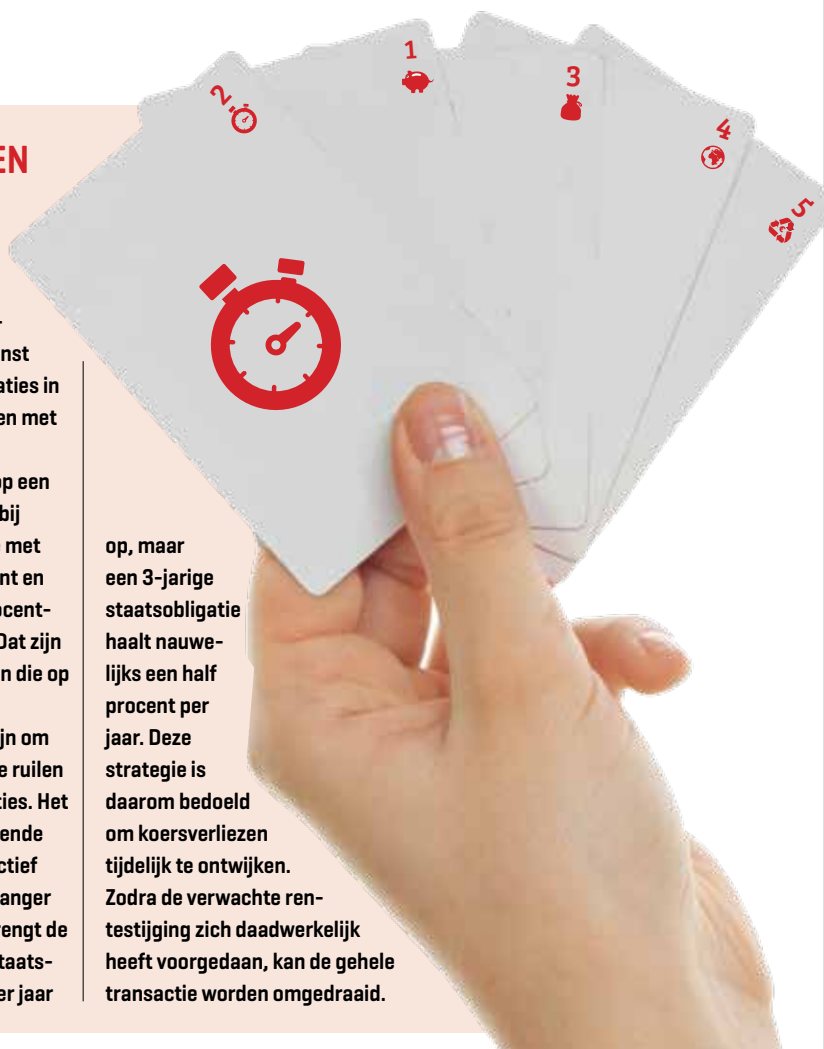 2
1
3
4
5
EN
nst
aties in
en met
op een
bij
met
nt en
ocent-
Dat zijn
n die op
ijn om
e ruilen
ties. Het
ende
ctief
anger
engt de
taats-
er jaar
op, maar
een 3-jarige
staatsobligatie
haalt nauwe-
lijks een half
procent per
jaar. Deze
strategie is
daarom bedoeld
om koersverliezen
tijdelijk te ontwijken.
Zodra de verwachte ren-
testijging zich daadwerkelijk
heeft voorgedaan, kan de gehele
transactie worden omgedraaid.